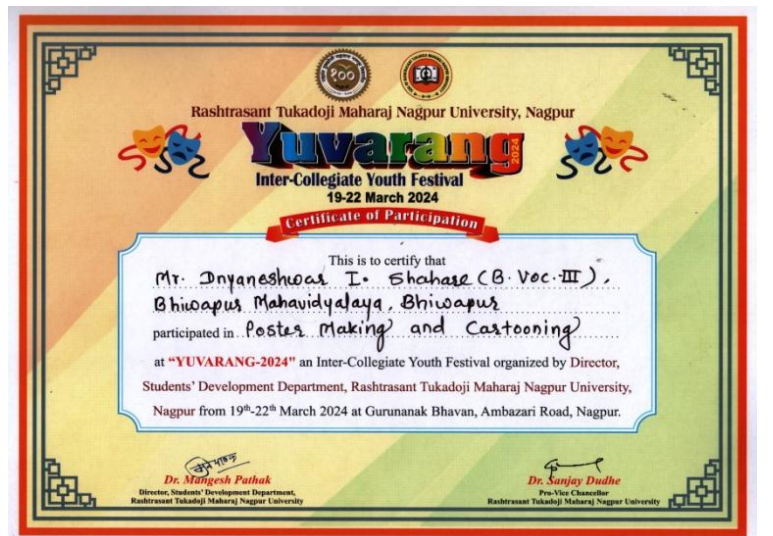 १००
Rashtrasant Tukadoji Maharaj Nagpur University, Nagpur
Yuvarang 2024
Inter-Collegiate Youth Festival
19-22 March 2024
Certificate of Participation
This is to certify that
Mr. Dnyaneshwar I. Shahare (B. Voc. III).
Bhiwapur Mahavidyalaya, Bhiwapur
participated in Poster Making and Cartooning
at "YUVARANG-2024" an Inter-Collegiate Youth Festival organized by Director,
Students' Development Department, Rashtrasant Tukadoji Maharaj Nagpur University,
Nagpur from 19th-22th March 2024 at Gurunanak Bhavan, Ambazari Road, Nagpur.
Dr. Mangesh Pathak
Director, Students' Development Department,
Rashtrasant Tukadoji Maharaj Nagpur University
Dr. Sanjay Dudhe
Pro-Vice Chancellor
Rashtrasant Tukadoji Maharaj Nagpur University